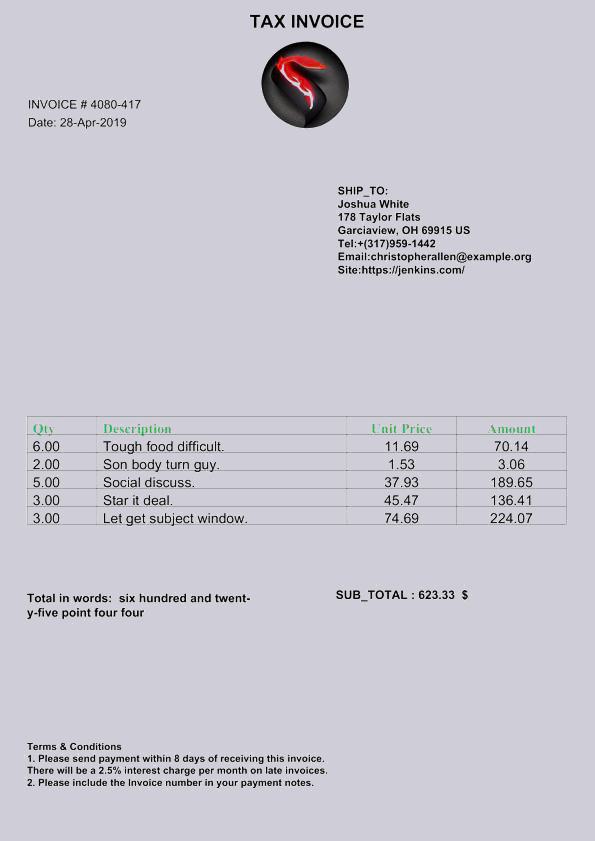 TAX INVOICE
INVOICE # 4080-417
Date: 28-Apr-2019
SHIP_TO:
Joshua White
178 Taylor Flats
Garciaview, OH 69915 US
Tel:+(317)959-1442
Email:christopherallen@example.org
Site:https://jenkins.com/
Qty Description Unit Price Amount
6.00 Tough food difficult. 11.69 70.14
2.00 Son body turn guy. 1.53 3.06
5.00 Social discuss. 37.93 189.65
3.00 Star it deal. 45.47 136.41
3.00 Let get subject window. 74.69 224.07
Total in words: six hundred and twent-
y-five point four four
SUB_TOTAL : 623.33 $
Terms & Conditions
1. Please send payment within 8 days of receiving this invoice.
There will be a 2.5% interest charge per month on late invoices.
2. Please include the Invoice number in your payment notes.